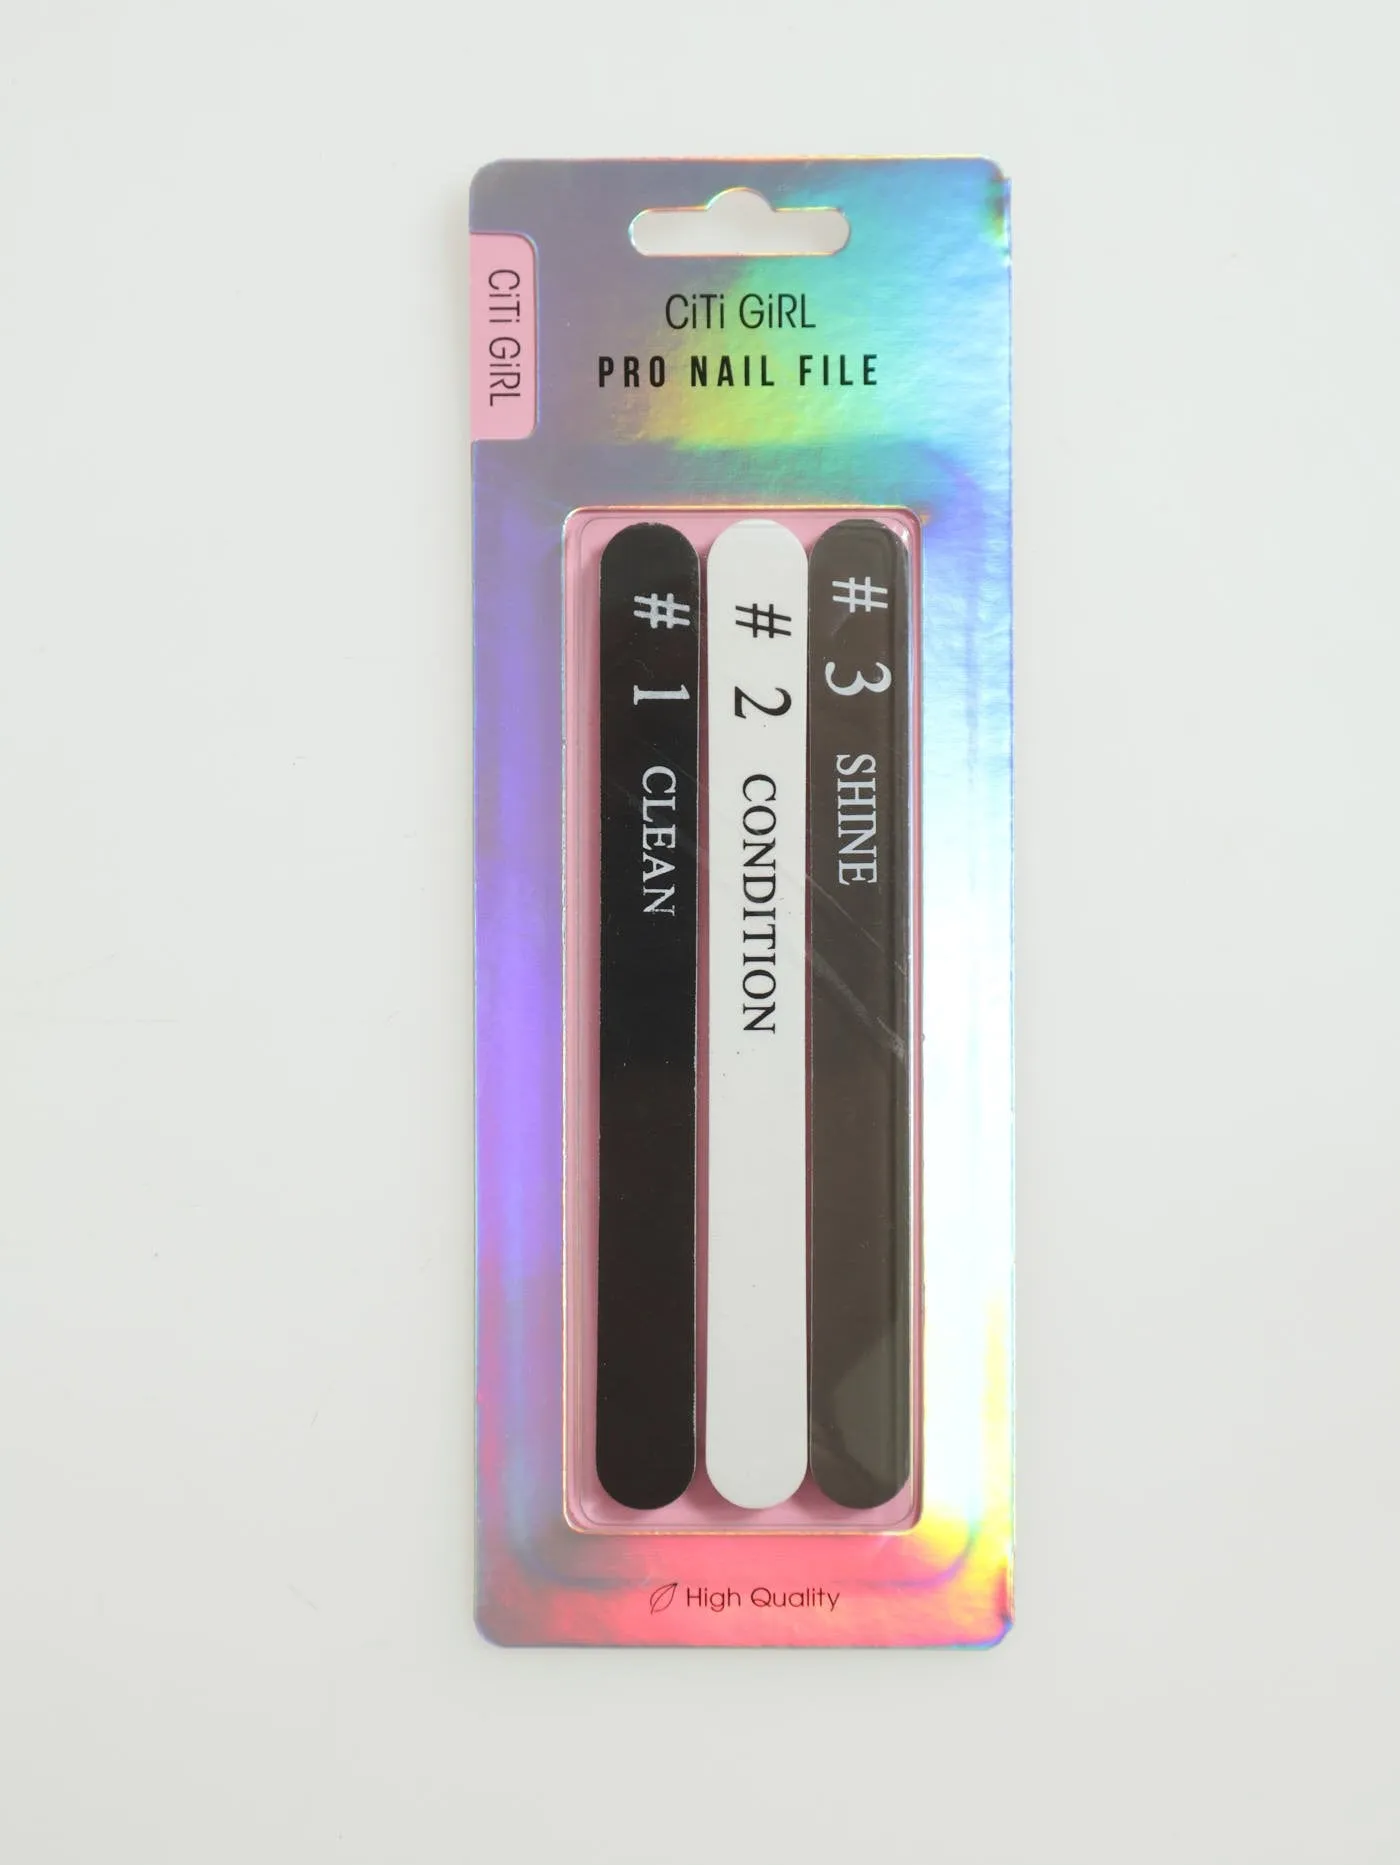 CiTi GiRL
CiTi GiRL
PRO NAIL FILE
# 1 CLEAN
# 2 CONDITION
# 3 SHINE
High Quality